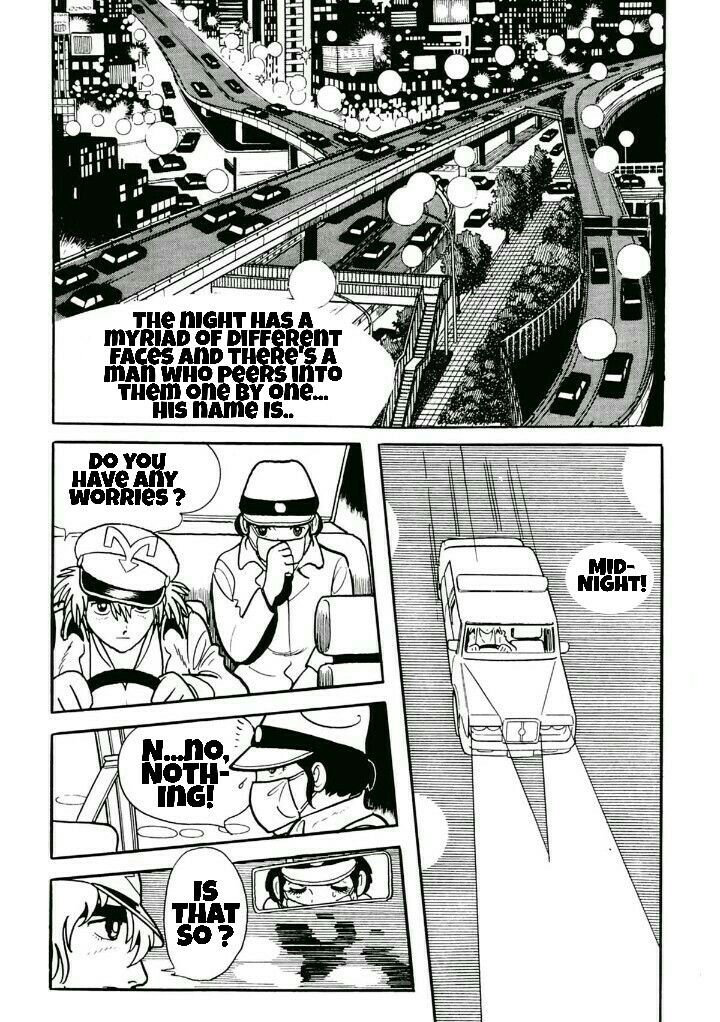 The night has a
myriad of different
faces and there's a
man who peers into
them one by one...
His name is..
Mid-
night!
Do you
have any
worries ?
N...no,
noth-
ing!
Is
that
so ?